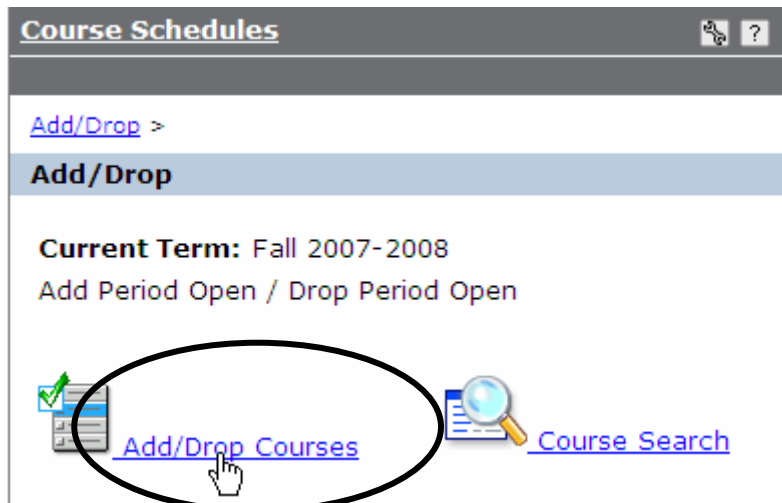 Course Schedules ?
Add/Drop >
Add/Drop
Current Term: Fall 2007-2008
Add Period Open / Drop Period Open
Add/Drop Courses Course Search